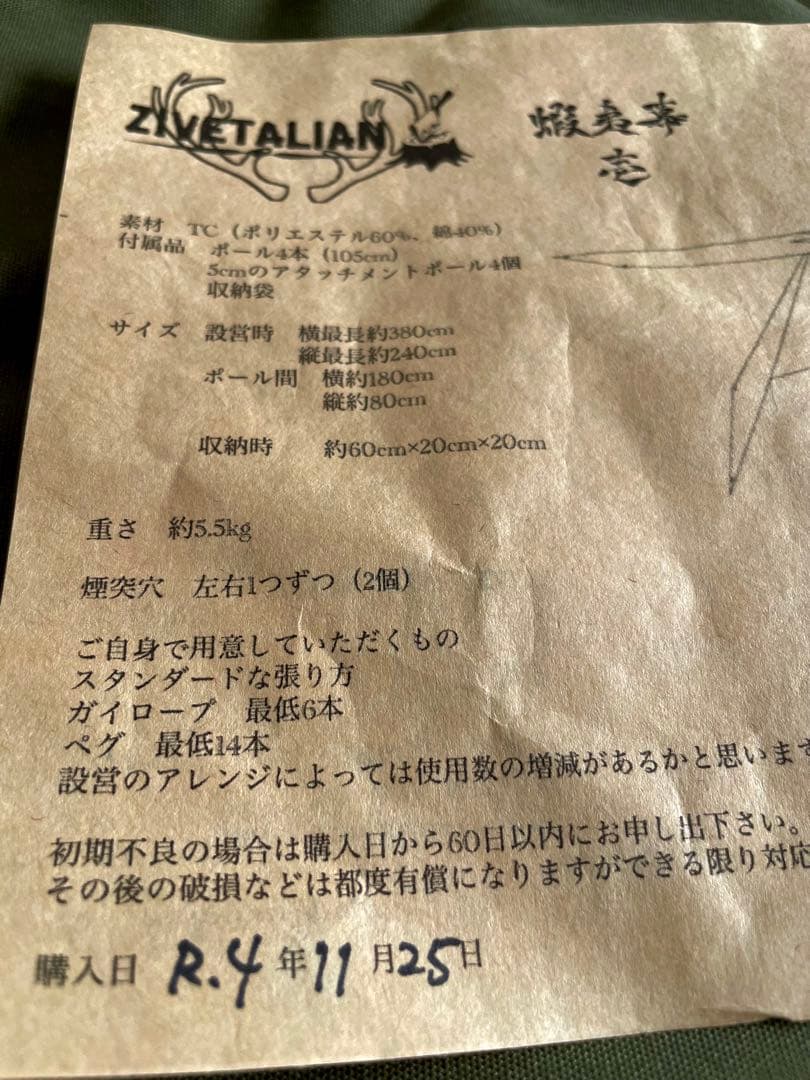 ZIVETALIAN
蝦夷幕
壱
素材 TC（ポリエステル60%、綿40%）
付属品 ポール4本（105cm）
5cmのアタッチメントポール4個
収納袋
サイズ 設営時 横最長約380cm
縦最長約240cm
ポール間 横約180cm
縦約80cm
収納時 約60cm×20cm×20cm
重さ 約5.5kg
煙突穴 左右1つずつ（2個）
ご自身で用意していただくもの
スタンダードな張り方
ガイロープ 最低6本
ペグ 最低14本
設営のアレンジによっては使用数の増減があるかと思います
初期不良の場合は購入日から60日以内にお申し出下さい。
その後の破損などは都度有償になりますができる限り対応
購入日 R.4年11月25日